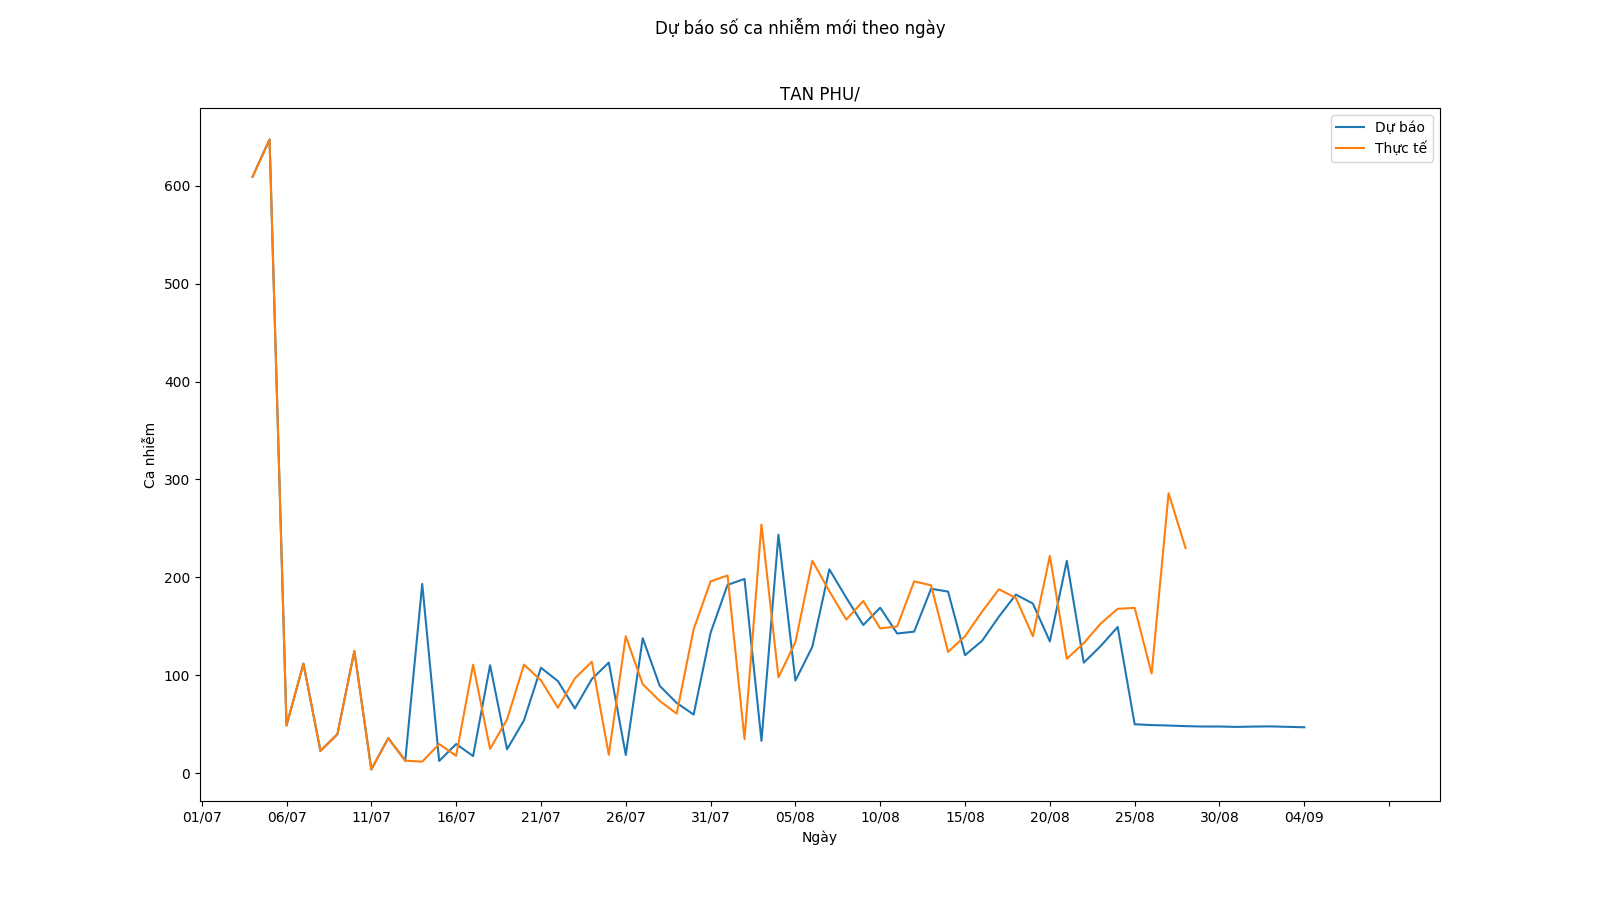 Dự báo số ca nhiễm mới theo ngày
TAN PHU/
Dự báo
Thực tế
600
500
400
300
200
100
0
Ca nhiễm
01/07 06/07 11/07 16/07 21/07 26/07 31/07 05/08 10/08 15/08 20/08 25/08 30/08 04/09
Ngày